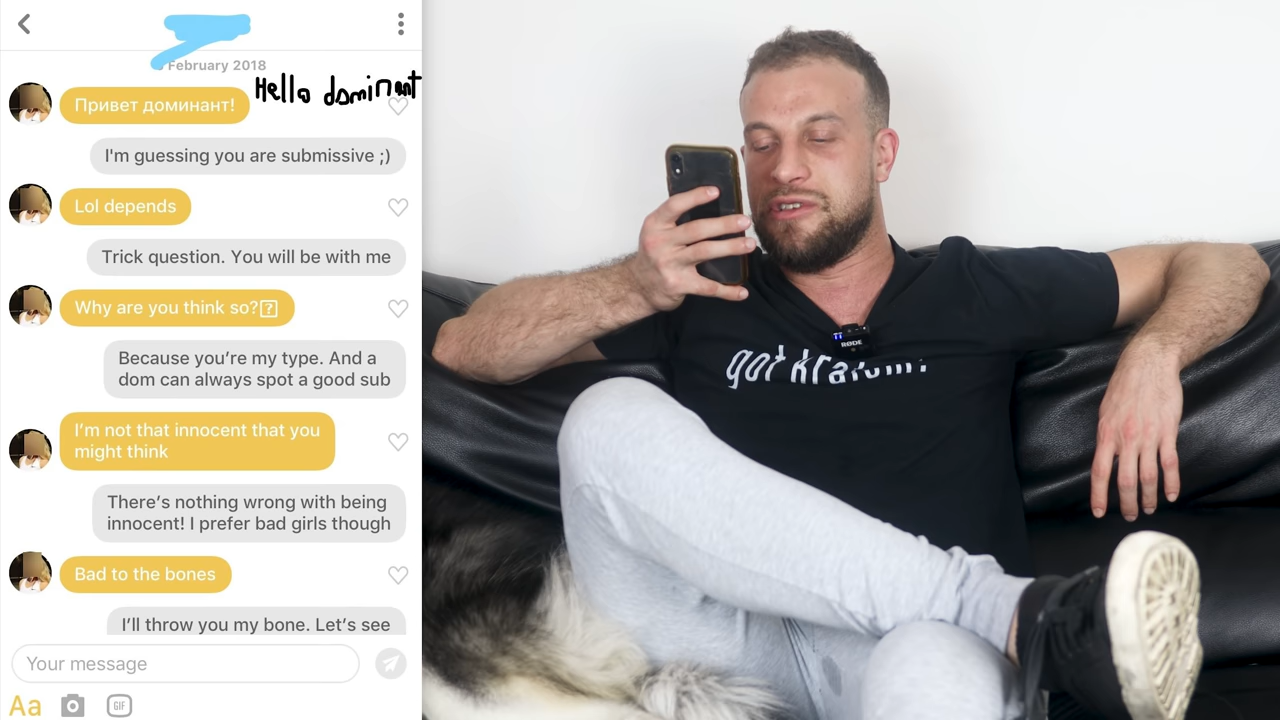 February 2018
Привет доминант!
Hello dominant
I'm guessing you are submissive ;)
Lol depends
Trick question. You will be with me
Why are you think so?
Because you're my type. And a
dom can always spot a good sub
I'm not that innocent that you
might think
There's nothing wrong with being
innocent! I prefer bad girls though
Bad to the bones
I'll throw you my bone. Let's see
Your message
Aa
GIF
RØDE
got kratom?